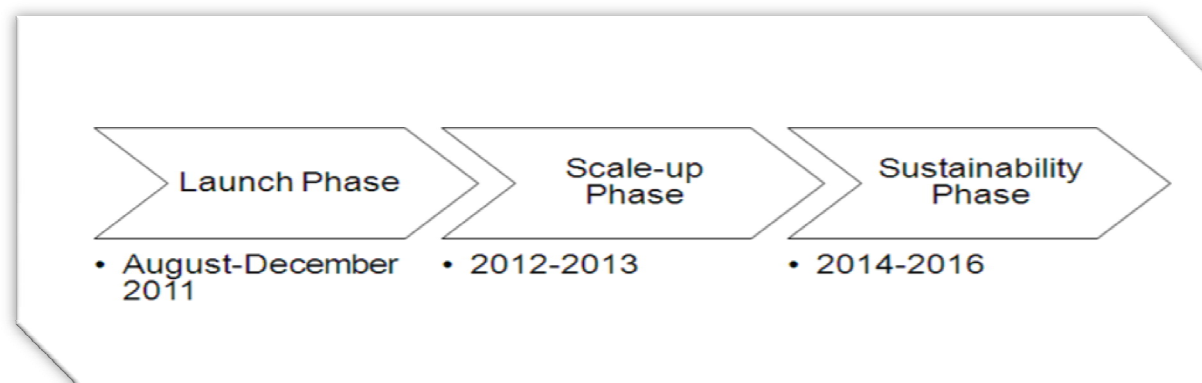 Launch Phase
• August-December
2011
Scale-up
Phase
• 2012-2013
Sustainability
Phase
• 2014-2016